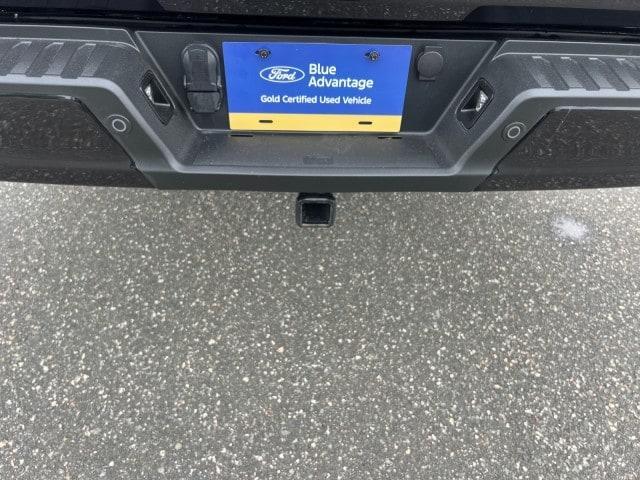 Ford
Blue
Advantage
Gold Certified Used Vehicle